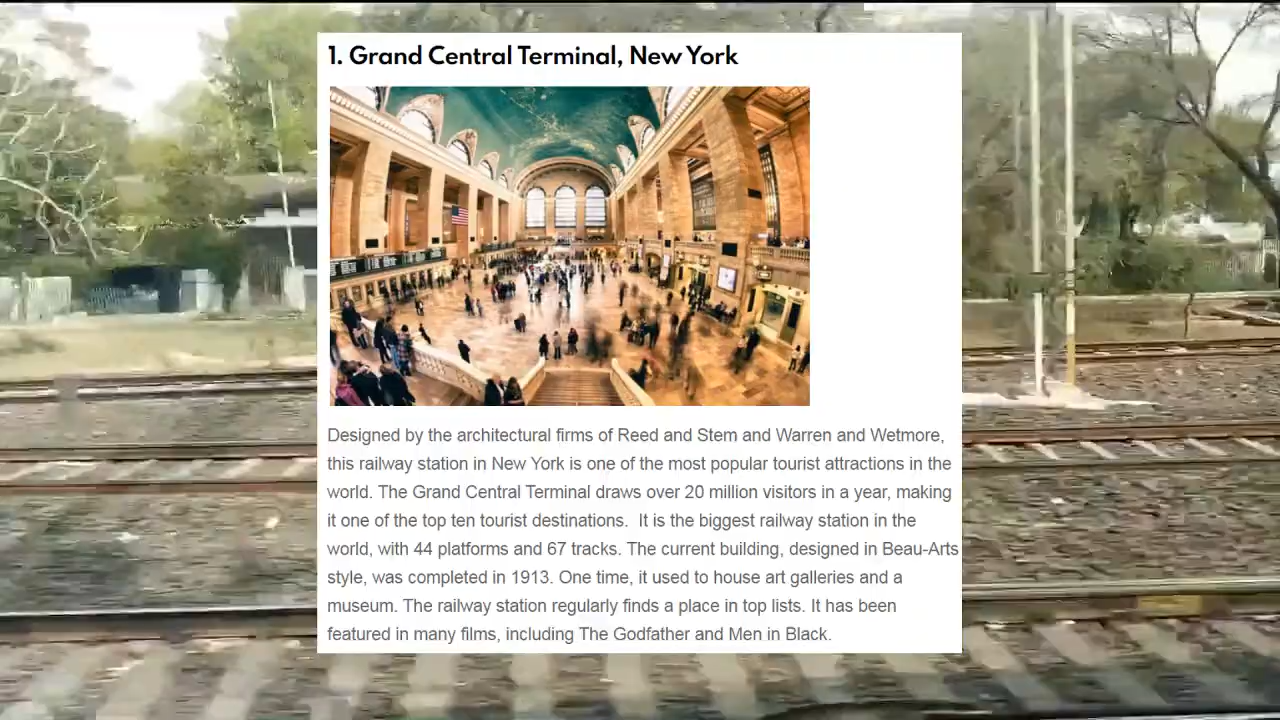 1. Grand Central Terminal, New York
Designed by the architectural firms of Reed and Stem and Warren and Wetmore,
this railway station in New York is one of the most popular tourist attractions in the
world. The Grand Central Terminal draws over 20 million visitors in a year, making
it one of the top ten tourist destinations.  It is the biggest railway station in the
world, with 44 platforms and 67 tracks. The current building, designed in Beau-Arts
style, was completed in 1913. One time, it used to house art galleries and a
museum. The railway station regularly finds a place in top lists. It has been
featured in many films, including The Godfather and Men in Black.